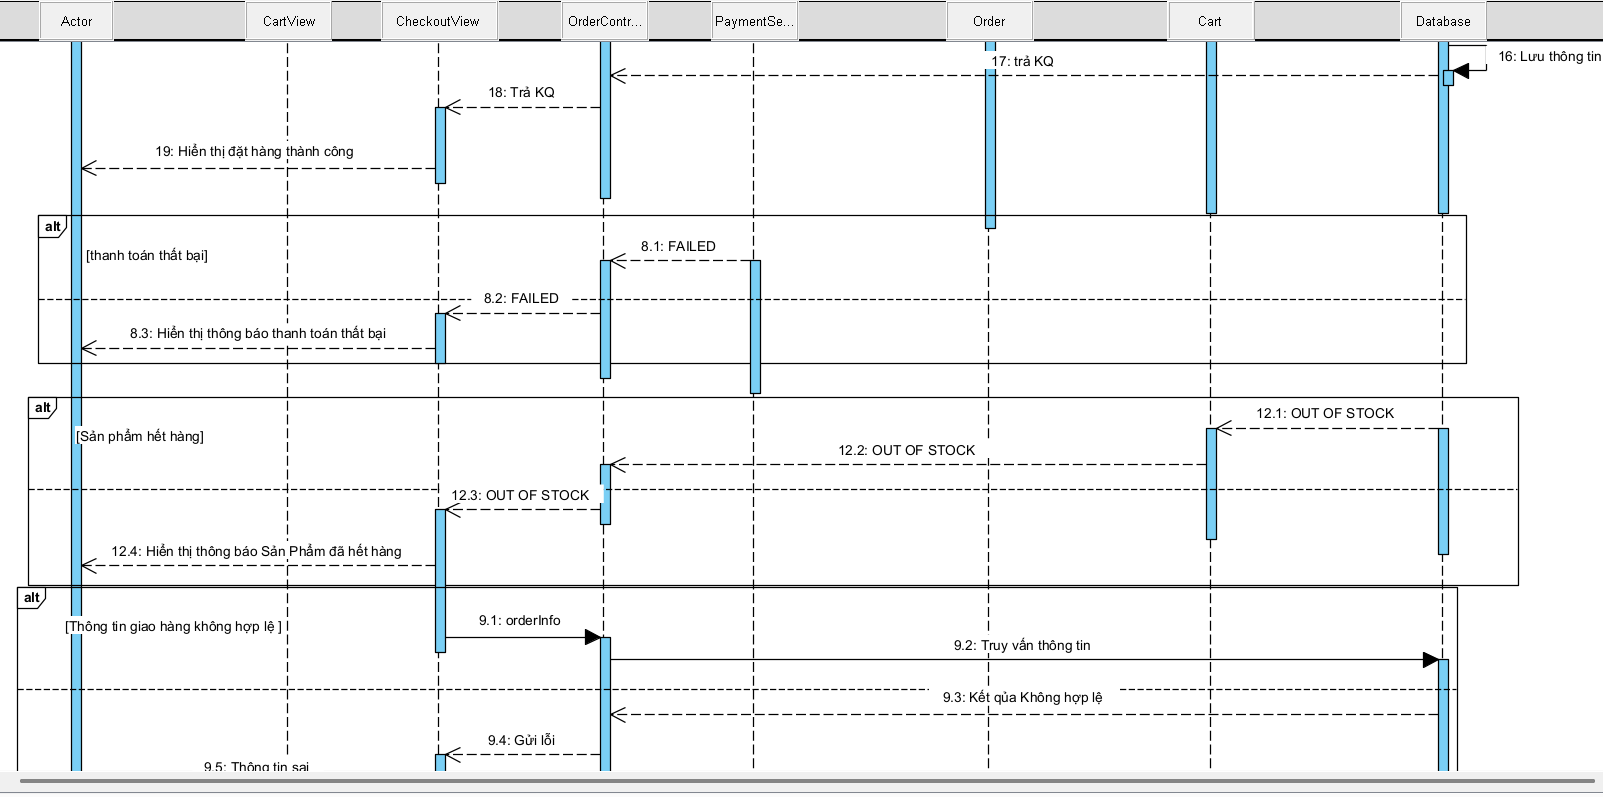 Actor
CartView
CheckoutView
OrderContr...
PaymentSe...
Order
Cart
Database
16: Lưu thông tin
17: trả KQ
18: Trả KQ
19: Hiển thị đặt hàng thành công
alt
[thanh toán thất bại]
8.1: FAILED
8.2: FAILED
8.3: Hiển thị thông báo thanh toán thất bại
alt
[Sản phẩm hết hàng]
12.1: OUT OF STOCK
12.2: OUT OF STOCK
12.3: OUT OF STOCK
12.4: Hiển thị thông báo Sản Phẩm đã hết hàng
alt
[Thông tin giao hàng không hợp lệ ]
9.1: orderInfo
9.2: Truy vấn thông tin
9.3: Kết qủa Không hợp lệ
9.4: Gửi lỗi
9.5: Thông tin sai